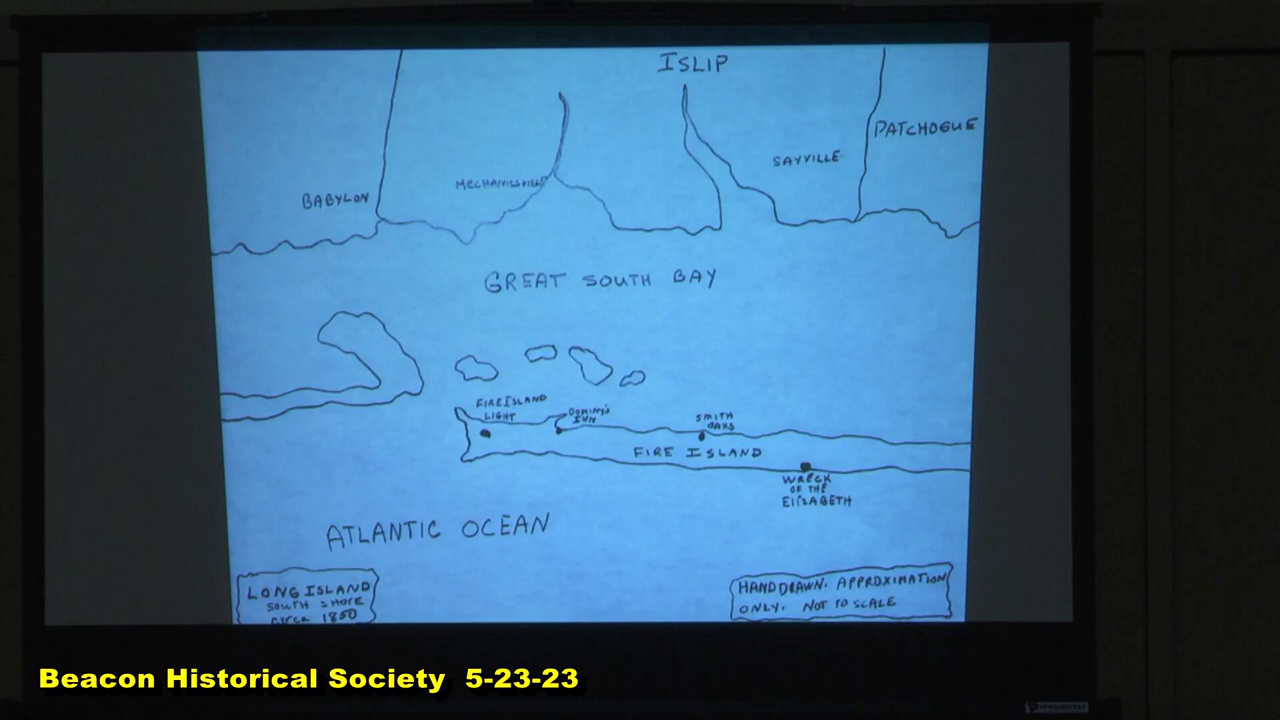 ISLIP
PATCHOGUE
SAYVILLE
MECHANICSVILLE
BABYLON
GREAT SOUTH BAY
FIRE ISLAND
LIGHT
DOMINY'S
INN
SMITH
OAKS
FIRE ISLAND
WRECK
OF THE
ELIZABETH
ATLANTIC OCEAN
LONG ISLAND
SOUTH SHORE
CIRCA 1850
HAND DRAWN. APPROXIMATION
ONLY. NOT TO SCALE
Beacon Historical Society 5-23-23